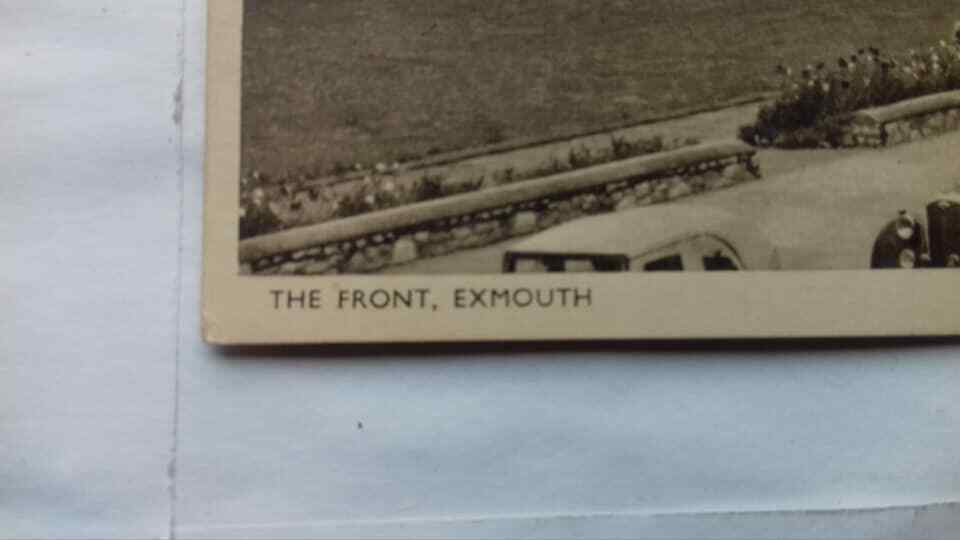 THE FRONT, EXMOUTH